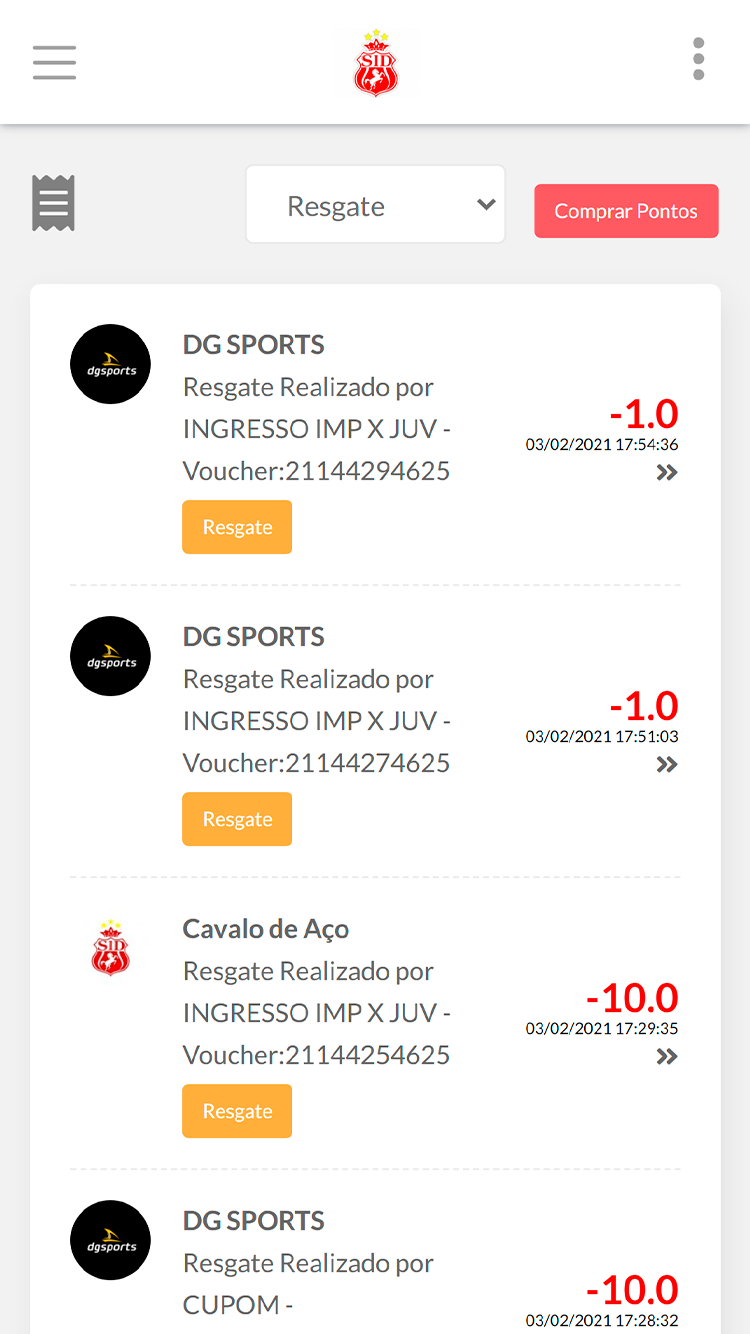 SID
Resgate
Comprar Pontos
dgsports
DG SPORTS
Resgate Realizado por
INGRESSO IMP X JUV -
Voucher:21144294625
-1.0
03/02/2021 17:54:36
Resgate
dgsports
DG SPORTS
Resgate Realizado por
INGRESSO IMP X JUV -
Voucher:21144274625
-1.0
03/02/2021 17:51:03
Resgate
SID
Cavalo de Aço
Resgate Realizado por
INGRESSO IMP X JUV -
Voucher:21144254625
-10.0
03/02/2021 17:29:35
Resgate
dgsports
DG SPORTS
Resgate Realizado por
CUPOM -
-10.0
03/02/2021 17:28:32